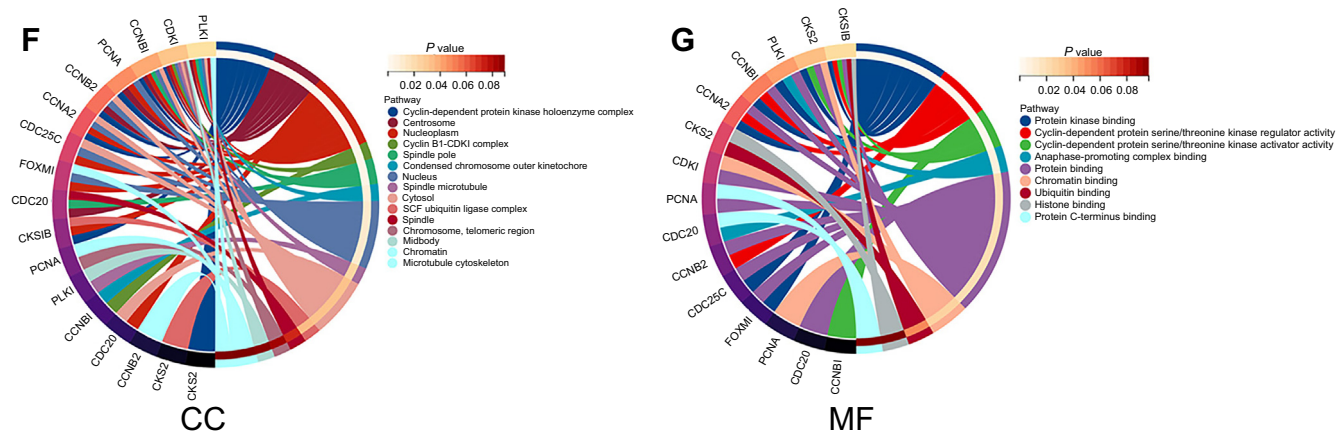 F
PLKI
CDKI
CCNBI
PCNA
CCNB2
CCNA2
CDC25C
FOXMI
CDC20
CKSIB
PCNA
PLKI
CCNBI
CDC20
CCNB2
CKS2
CKS2
CC
P value
0.02 0.04 0.06 0.08
Pathway
Cyclin-dependent protein kinase holoenzyme complex
Centrosome
Nucleoplasm
Cyclin B1-CDKI complex
Spindle pole
Condensed chromosome outer kinetochore
Nucleus
Spindle microtubule
Cytosol
SCF ubiquitin ligase complex
Spindle
Chromosome, telomeric region
Midbody
Chromatin
Microtubule cytoskeleton
G
CKSIB
CKS2
PLKI
CCNBI
CCNA2
CKS2
CDKI
PCNA
CDC20
CCNB2
CDC25C
FOXMI
PCNA
CDC20
CCNBI
MF
P value
0.02 0.04 0.06 0.08
Pathway
Protein kinase binding
Cyclin-dependent protein serine/threonine kinase regulator activity
Cyclin-dependent protein serine/threonine kinase activator activity
Anaphase-promoting complex binding
Protein binding
Chromatin binding
Ubiquitin binding
Histone binding
Protein C-terminus binding